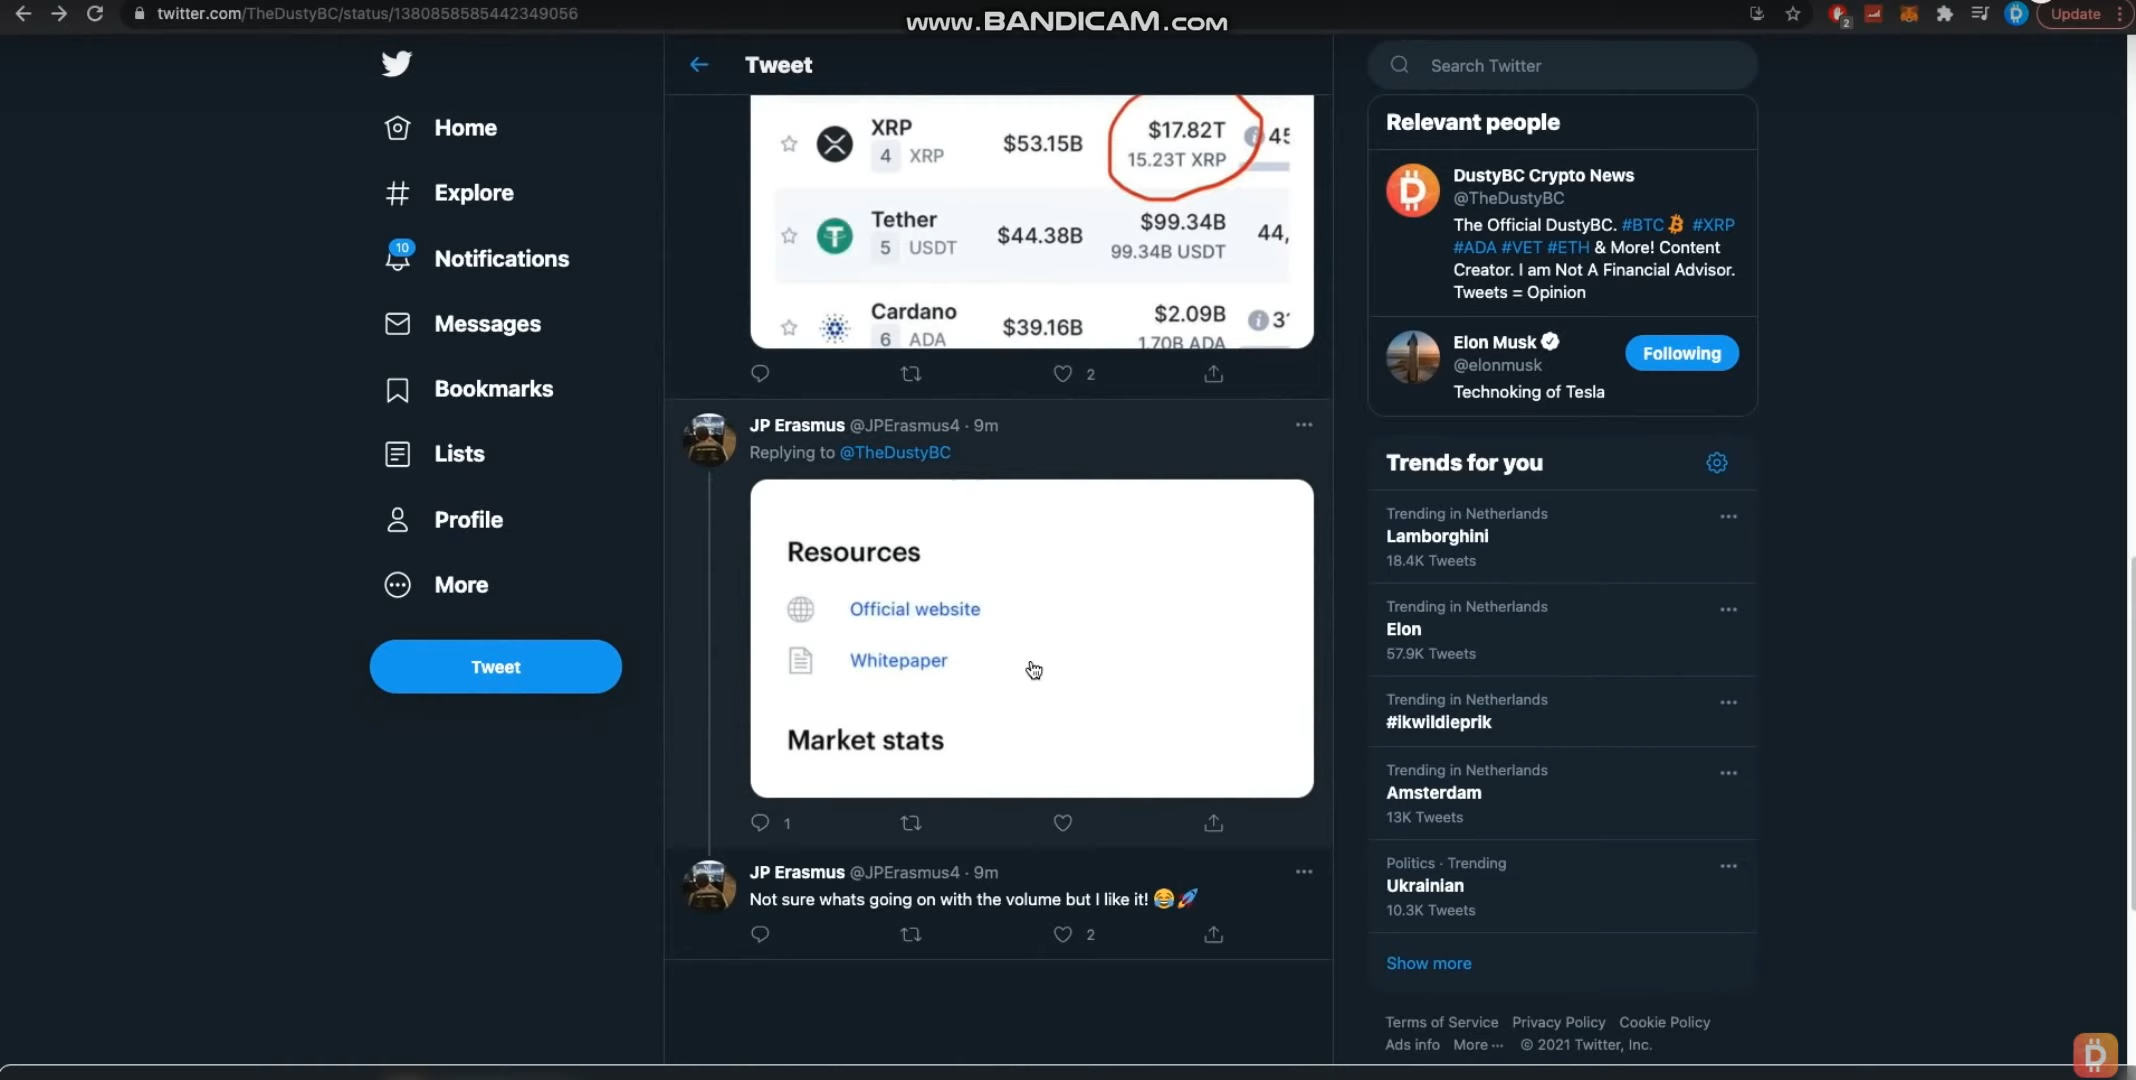 twitter.com/TheDustyBC/status/1380858585442349056
www.BANDICAM.com
2
Update
Home
Explore
10
Notifications
Messages
Bookmarks
Lists
Profile
More
Tweet
Tweet
XRP
4 XRP
$53.15B
$17.82T
15.23T XRP
45
Tether
5 USDT
$44.38B
$99.34B
99.34B USDT
44,
Cardano
6 ADA
$39.16B
$2.09B
1.70B ADA
2
JP Erasmus @JPErasmus4 · 9m
Replying to @TheDustyBC
Resources
Official website
Whitepaper
Market stats
1
JP Erasmus @JPErasmus4 · 9m
Not sure whats going on with the volume but I like it! 😂🚀
2
Search Twitter
Relevant people
DustyBC Crypto News
@TheDustyBC
The Official DustyBC. #BTC #XRP
#ADA #VET #ETH & More! Content
Creator. I am Not A Financial Advisor.
Tweets = Opinion
Elon Musk
@elonmusk
Following
Technoking of Tesla
Trends for you
Trending in Netherlands
Lamborghini
18.4K Tweets
Trending in Netherlands
Elon
57.9K Tweets
Trending in Netherlands
#ikwildieprik
Trending in Netherlands
Amsterdam
13K Tweets
Politics · Trending
Ukrainian
10.3K Tweets
Show more
Terms of Service Privacy Policy Cookie Policy
Ads info More ··· © 2021 Twitter, Inc.